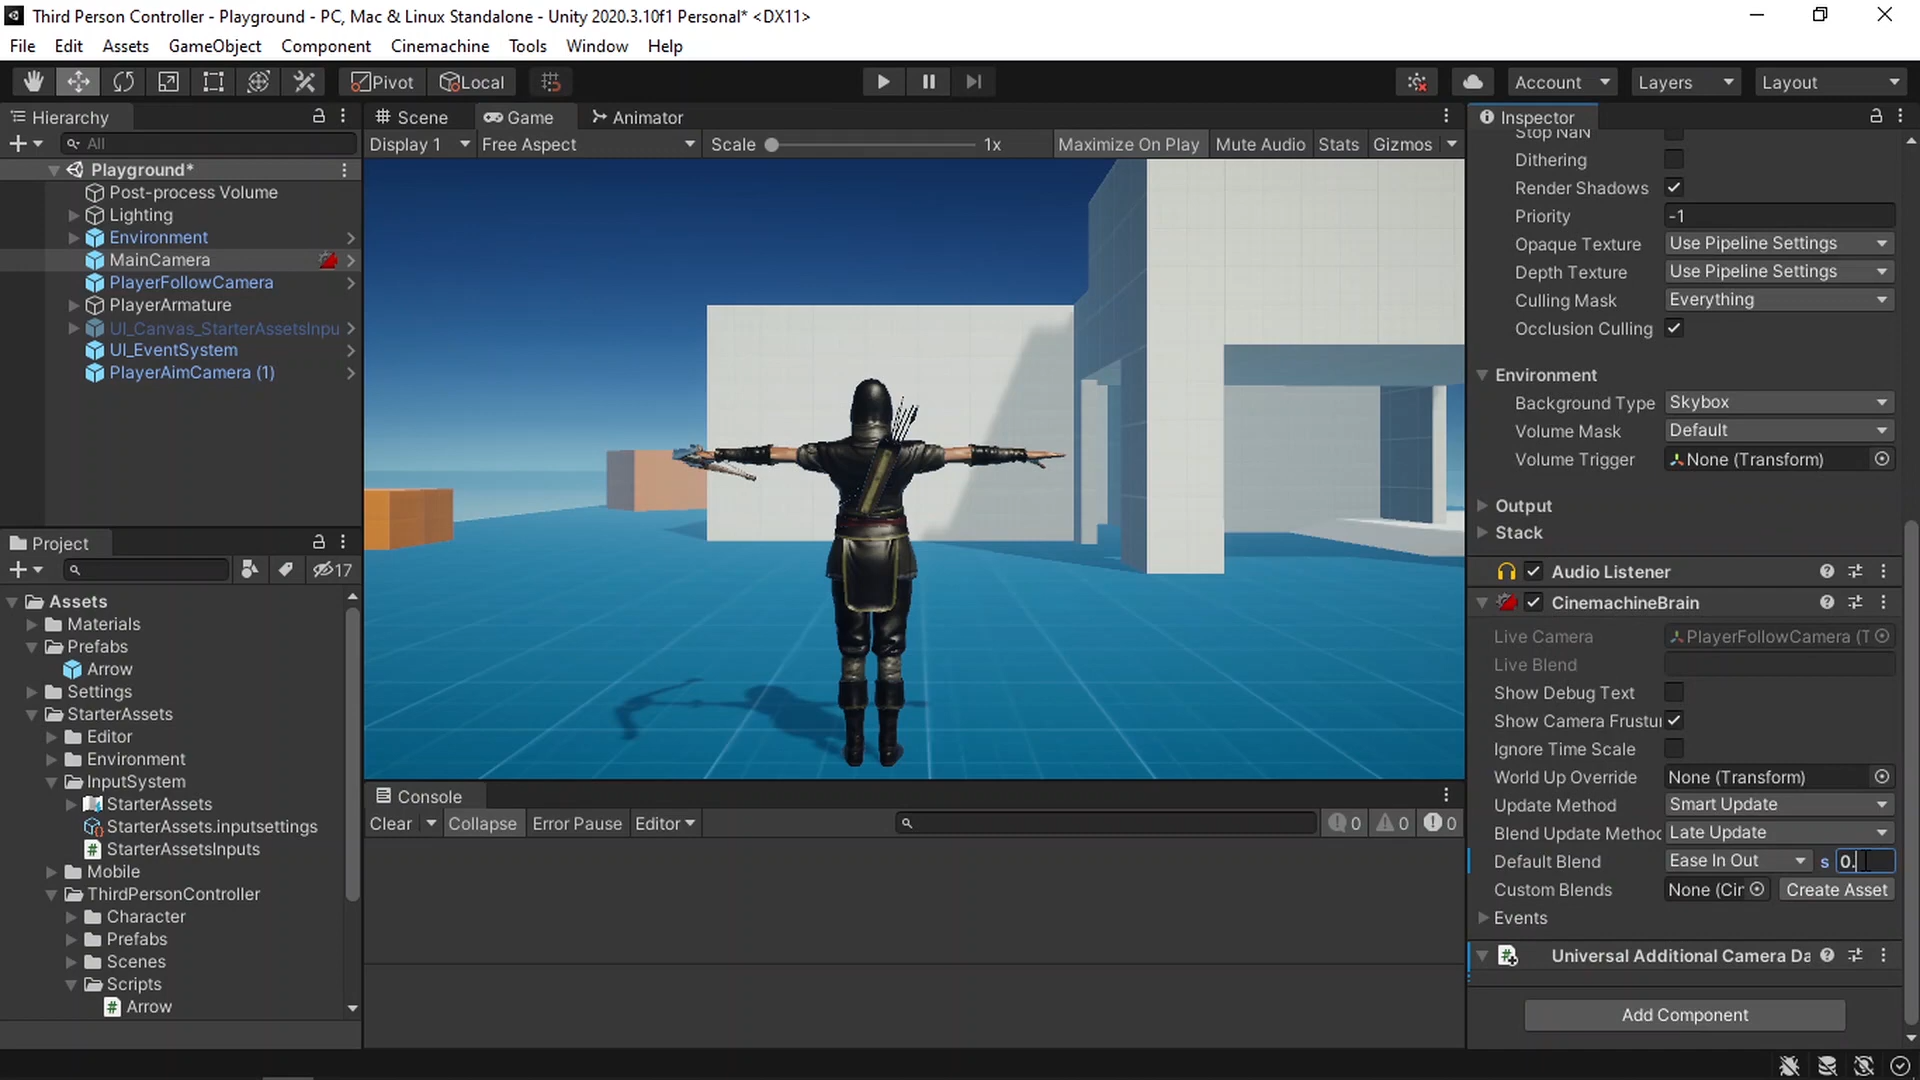 Third Person Controller - Playground - PC, Mac & Linux Standalone - Unity 2020.3.10f1 Personal* <DX11>
File Edit Assets GameObject Component Cinemachine Tools Window Help
Pivot Local Account Layers Layout
Hierarchy
All
Playground*
Post-process Volume
Lighting
Environment
MainCamera
PlayerFollowCamera
PlayerArmature
UI_Canvas_StarterAssetsInpu
UI_EventSystem
PlayerAimCamera (1)
Project
17
Assets
Materials
Prefabs
Arrow
Settings
StarterAssets
Editor
Environment
InputSystem
StarterAssets
StarterAssets.inputsettings
StarterAssetsInputs
Mobile
ThirdPersonController
Character
Prefabs
Scenes
Scripts
Arrow
Scene Game Animator
Display 1 Free Aspect Scale 1x Maximize On Play Mute Audio Stats Gizmos
Console
Clear Collapse Error Pause Editor 0 0 0
Inspector
Stop NaN
Dithering
Render Shadows
Priority -1
Opaque Texture Use Pipeline Settings
Depth Texture Use Pipeline Settings
Culling Mask Everything
Occlusion Culling
Environment
Background Type Skybox
Volume Mask Default
Volume Trigger None (Transform)
Output
Stack
Audio Listener
CinemachineBrain
Live Camera PlayerFollowCamera (T
Live Blend
Show Debug Text
Show Camera Frustu
Ignore Time Scale
World Up Override None (Transform)
Update Method Smart Update
Blend Update Method Late Update
Default Blend Ease In Out s 0.
Custom Blends None (Cir Create Asset
Events
Universal Additional Camera Da
Add Component